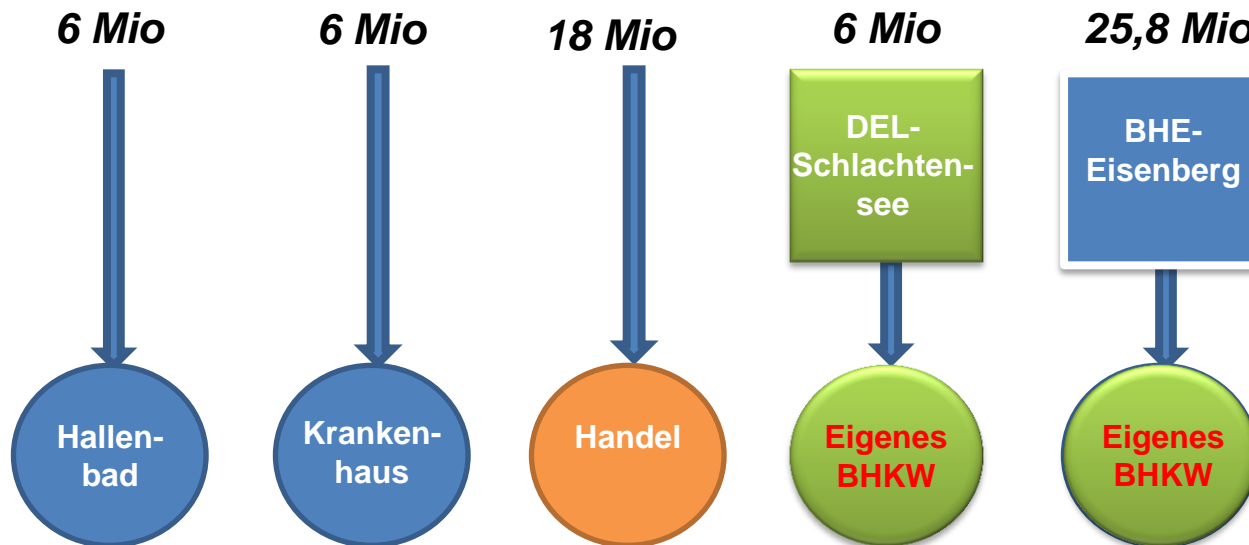 6 Mio
6 Mio
18 Mio
6 Mio
25,8 Mio
DEL-
Schlachten-
see
BHE-
Eisenberg
Hallen-
bad
Kranken-
haus
Handel
Eigenes
BHKW
Eigenes
BHKW